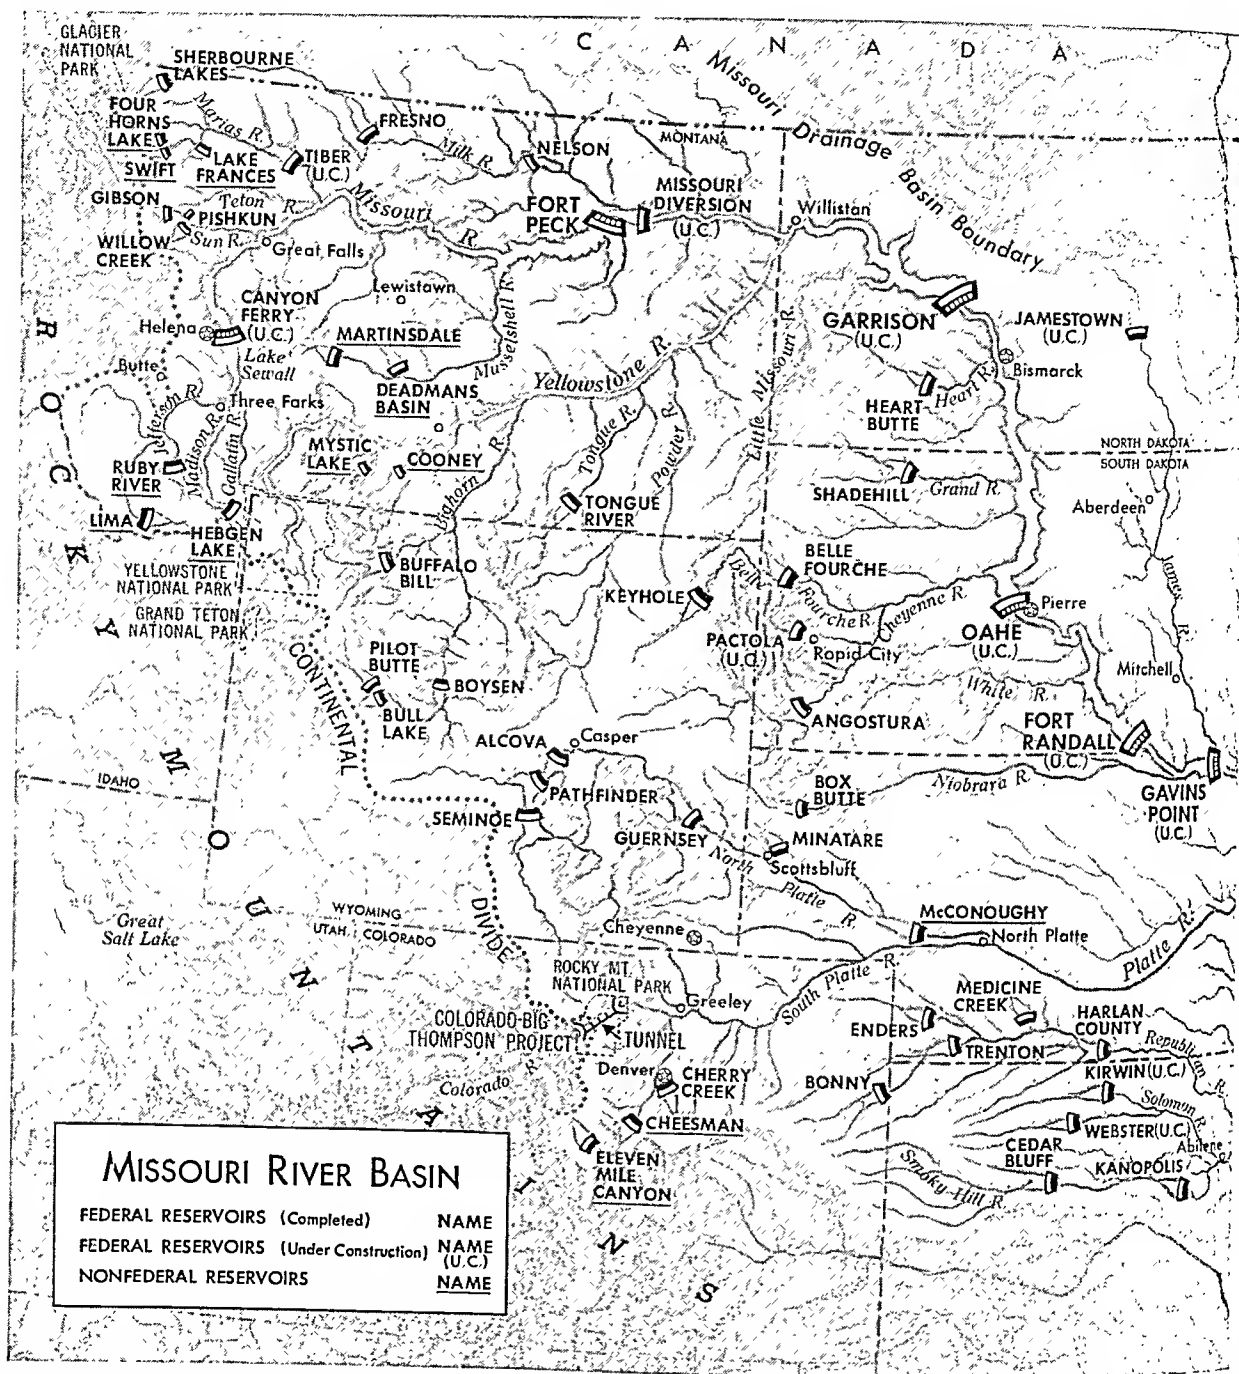 GLACIER
NATIONAL
PARK
C A N A D A
SHERBOURNE
LAKES
Missouri
Drainage
Basin Boundary
FOUR
HORNS
LAKE
Marias R.
FRESNO
Milk R.
NELSON
MONTANA
SWIFT
LAKE
FRANCES
TIBER
(U.C.)
GIBSON
PISHKUN
Teton R.
Missouri
R.
FORT
PECK
MISSOURI
DIVERSION
(U.C.)
Willistan
WILLOW
CREEK
Sun R.
Great Falls
Lewistawn
Musselshell R.
CANYON
FERRY
(U.C.)
Helena
Lake
Sewall
MARTINSDALE
DEADMANS
BASIN
Yellowstone R.
Little Missouri R.
GARRISON
(U.C.)
JAMESTOWN
(U.C.)
Bismarck
Heart R.
HEART
BUTTE
Butte
Jefferson R.
Three Farks
Madison R.
Gallatin R.
MYSTIC
LAKE
COONEY
Bighorn R.
Tongue R.
Powder R.
NORTH DAKOTA
SOUTH DAKOTA
RUBY
RIVER
LIMA
HEBGEN
LAKE
TONGUE
RIVER
SHADEHILL
Grand R.
Aberdeen
YELLOWSTONE
NATIONAL PARK
GRAND TETON
NATIONAL PARK
BUFFALO
BILL
KEYHOLE
BELLE
FOURCHE
Belle
Fourche R.
Cheyenne R.
James
R.
Pierre
OAHE
(U.C.)
PACTOLA
(U.C.)
Rapid City
Mitchell
PILOT
BUTTE
BOYSEN
BULL
LAKE
White R.
ANGOSTURA
FORT
RANDALL
(U.C.)
CONTINENTAL
DIVIDE
ALCOVA
Casper
PATHFINDER
SEMINOE
GUERNSEY
BOX
BUTTE
Niobrara R.
GAVINS
POINT
(U.C.)
IDAHO
MINATARE
Scottsbluff
North
Platte
R.
WYOMING
UTAH
COLORADO
Great
Salt Lake
Cheyenne
McCONOUGHY
North Platte
Platte R.
ROCKY MT.
NATIONAL PARK
Greeley
South Platte R.
COLORADO-BIG
THOMPSON PROJECT
TUNNEL
MEDICINE
CREEK
ENDERS
TRENTON
HARLAN
COUNTY
Republican R.
KIRWIN (U.C.)
Colorado R.
Denver
CHERRY
CREEK
BONNY
Solomon R.
WEBSTER (U.C.)
CHEESMAN
CEDAR
BLUFF
KANOPOLIS
Abilene
Smoky Hill R.
ELEVEN
MILE
CANYON
ROCKY MOUNTAINS
MISSOURI RIVER BASIN
FEDERAL RESERVOIRS (Completed) NAME
FEDERAL RESERVOIRS (Under Construction) NAME
(U.C.)
NONFEDERAL RESERVOIRS NAME